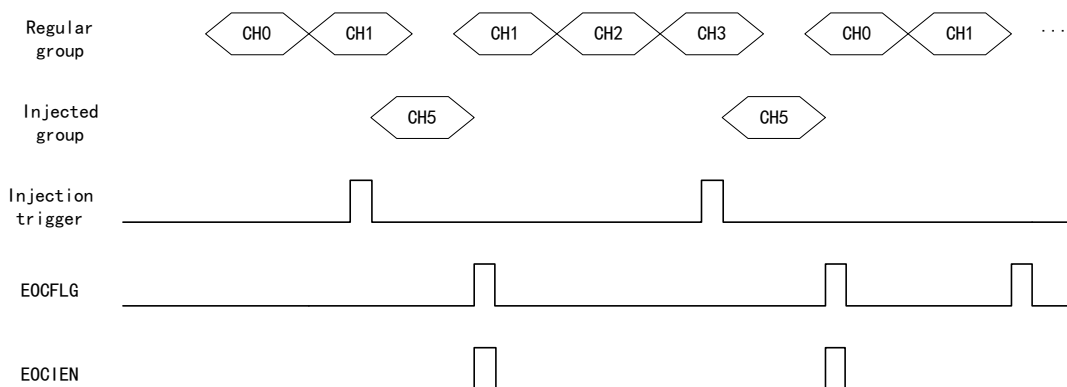 Regular
group
CH0 CH1 CH1 CH2 CH3 CH0 CH1 ...
Injected
group
CH5 CH5
Injection
trigger
EOCFLG
EOCIEN